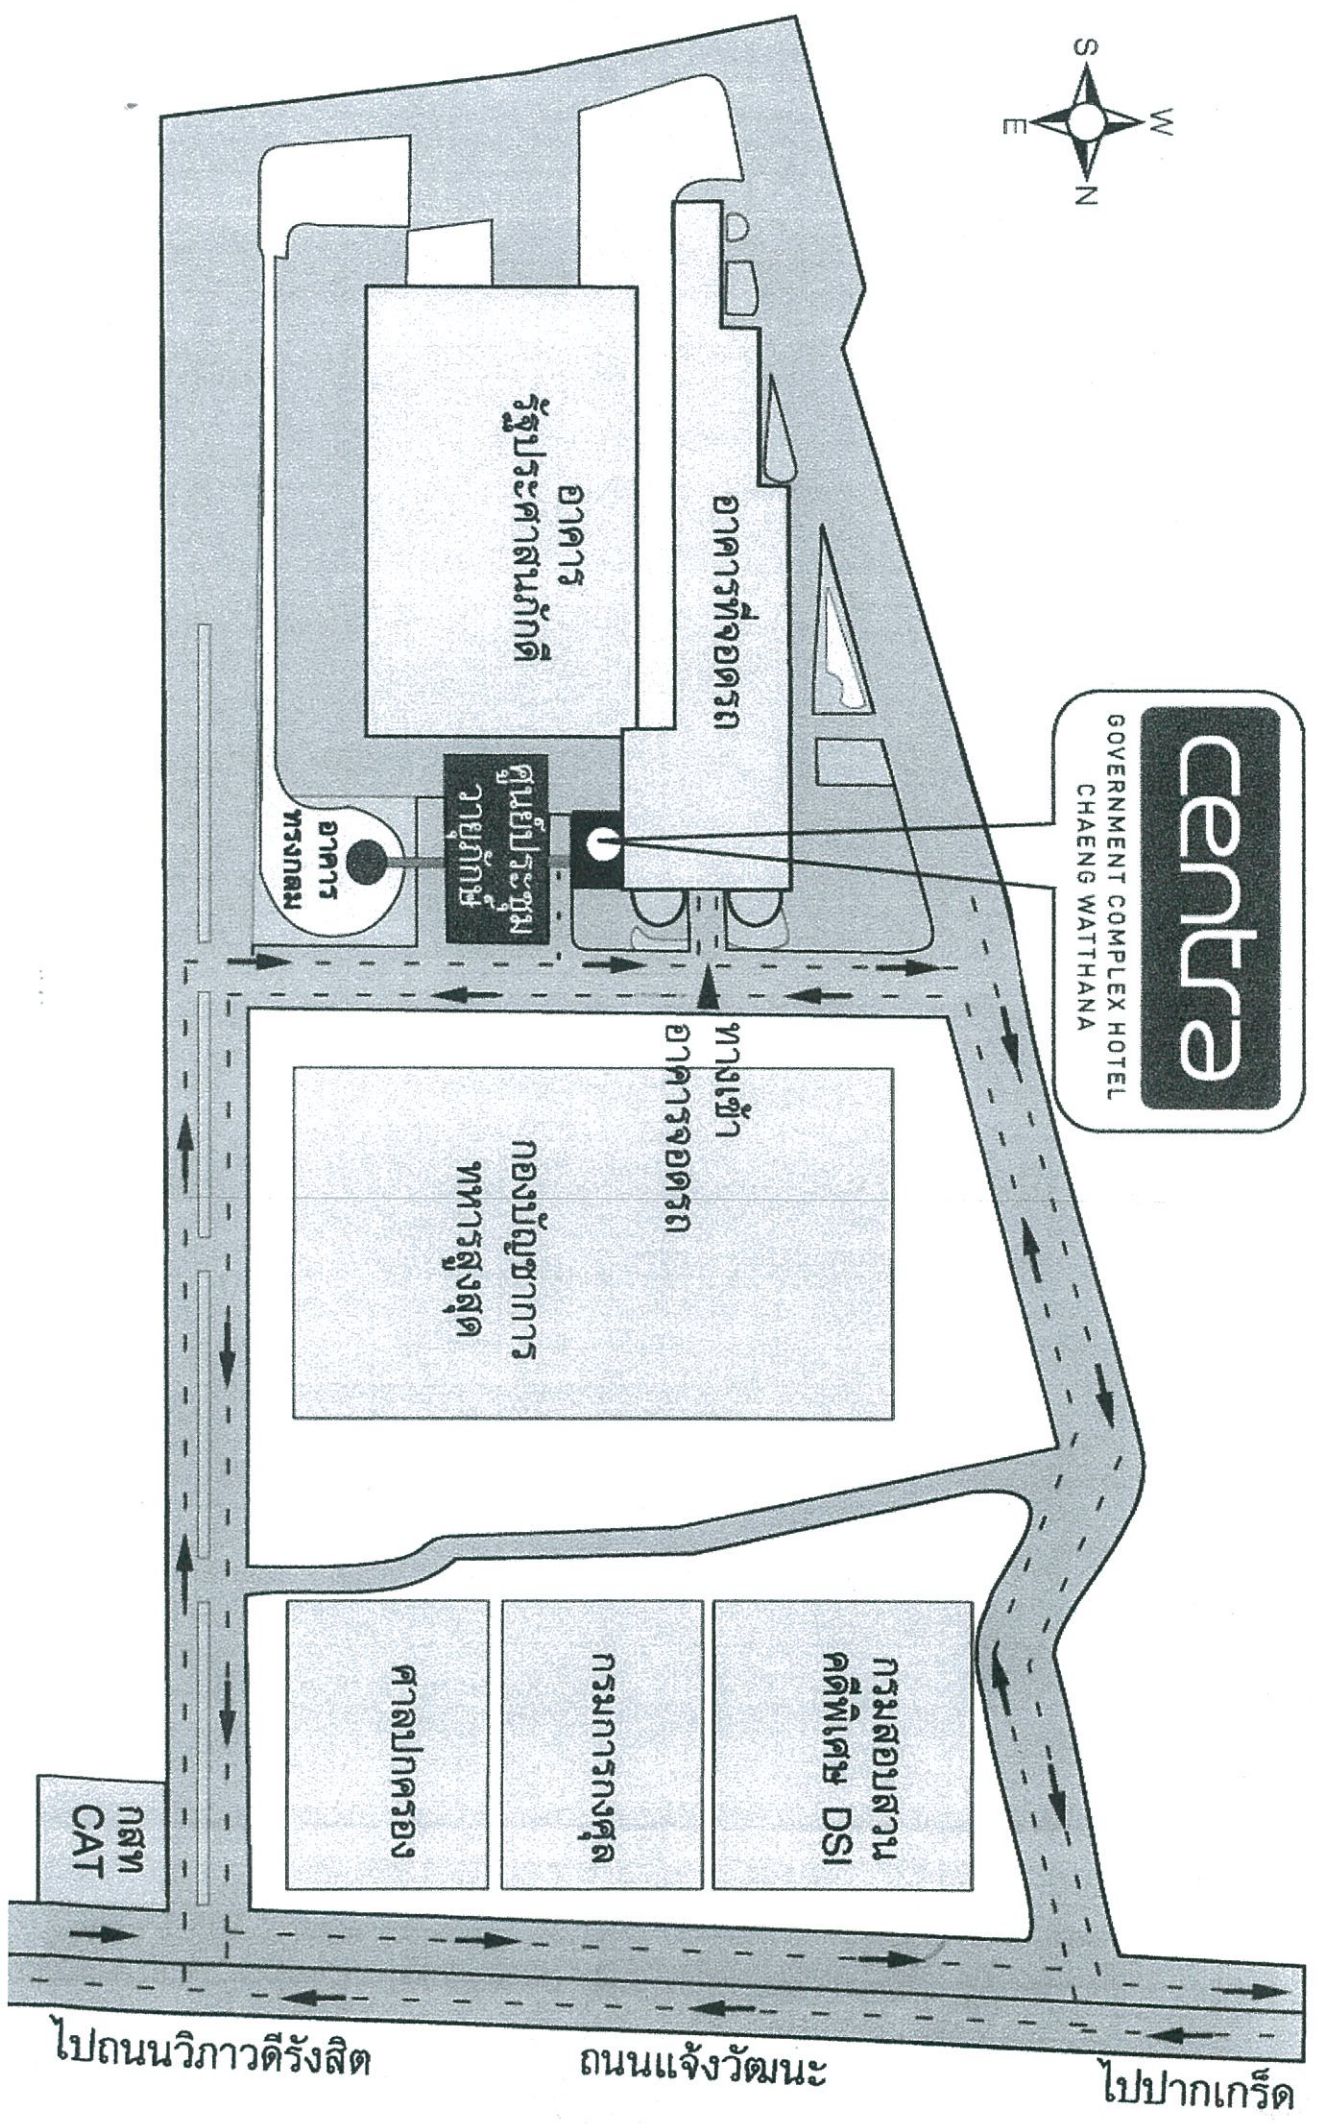 S
W
E
N
centra
GOVERNMENT COMPLEX HOTEL
CHAENG WATTHANA
อาคารที่จอดรถ
อาคาร
รัฐประศาสนภักดี
ศูนย์ประชุม
วายุภักษ์
อาคาร
ทรงกลม
ทางเข้า
อาคารจอดรถ
กองบัญชาการ
ทหารสูงสุด
กรมสอบสวน
คดีพิเศษ DSI
กรมการกงศุล
ศาลปกครอง
กสท
CAT
ไปถนนวิภาวดีรังสิต
ถนนแจ้งวัฒนะ
ไปปากเกร็ด